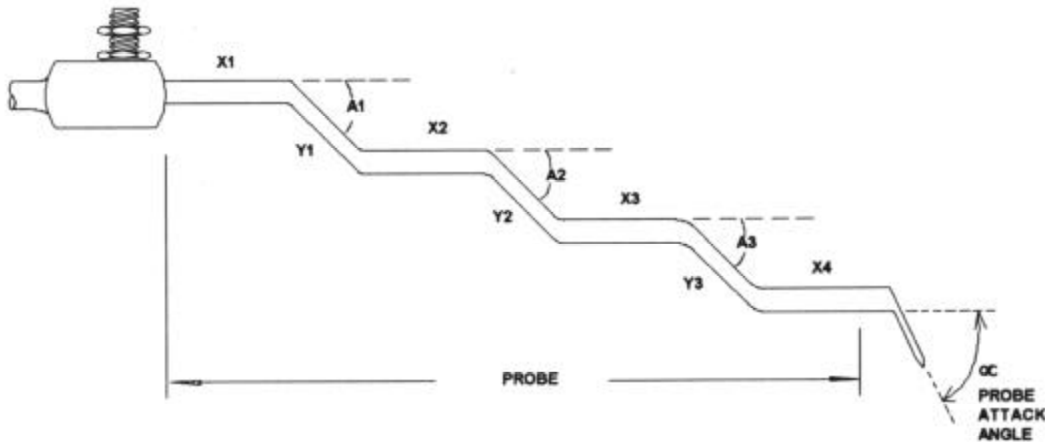 X1
A1
X2
Y1
A2
X3
Y2
A3
X4
Y3
PROBE
α
PROBE
ATTACK
ANGLE